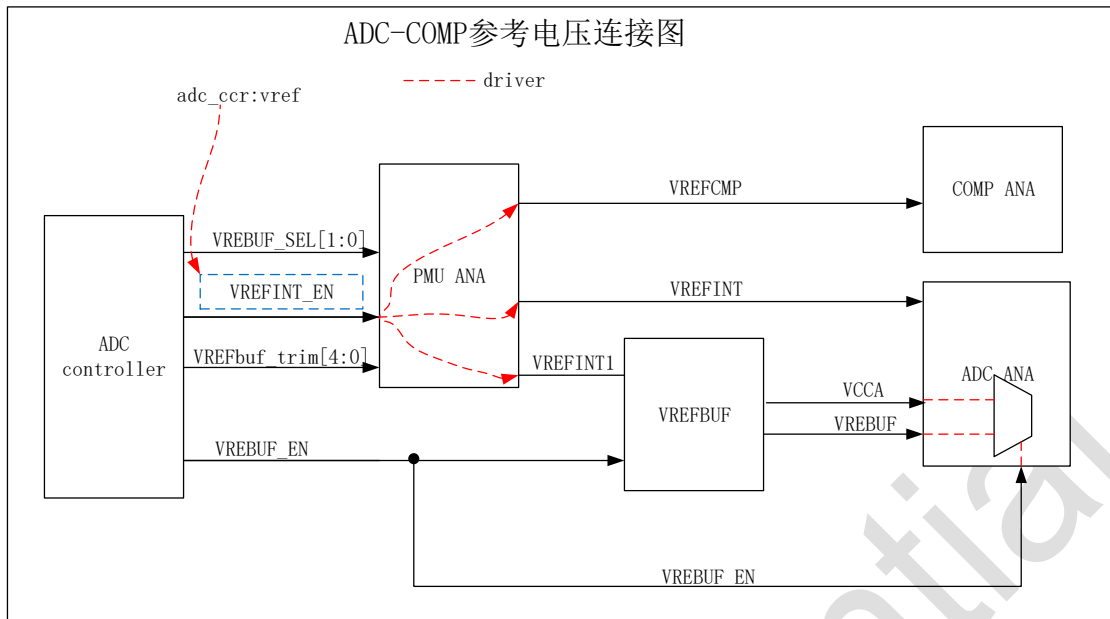 ADC-COMP参考电压连接图
driver
adc_ccr:vref
VREFCMP
COMP ANA
VREBUF_SEL[1:0]
PMU ANA
VREFINT_EN
VREFINT
ADC
controller
VREFbuf_trim[4:0]
VREFINT1
ADC ANA
VCCA
VREFBUF
VREBUF
VREBUF_EN
VREBUF_EN
ntial